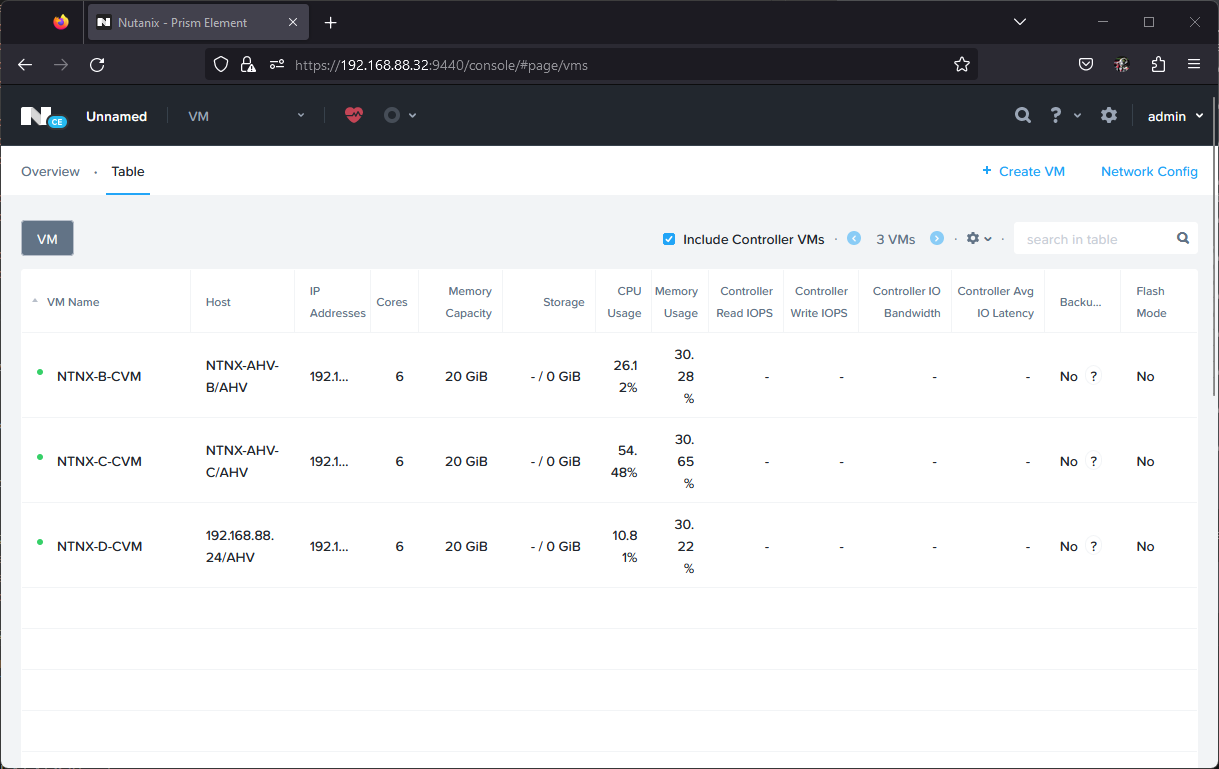 Nutanix - Prism Element
https://192.168.88.32:9440/console/#page/vms
N CE Unnamed VM ? admin
Overview · Table + Create VM Network Config
VM Include Controller VMs · 3 VMs · · search in table
VM Name
Host
IP
Addresses
Cores
Memory
Capacity
Storage
CPU
Usage
Memory
Usage
Controller
Read IOPS
Controller
Write IOPS
Controller IO
Bandwidth
Controller Avg
IO Latency
Backu...
Flash
Mode
NTNX-B-CVM
NTNX-AHV-
B/AHV
192.1...
6
20 GiB
- / 0 GiB
26.1
2%
30.
28
%
-
-
-
-
No ?
No
NTNX-C-CVM
NTNX-AHV-
C/AHV
192.1...
6
20 GiB
- / 0 GiB
54.
48%
30.
65
%
-
-
-
-
No ?
No
NTNX-D-CVM
192.168.88.
24/AHV
192.1...
6
20 GiB
- / 0 GiB
10.8
1%
30.
22
%
-
-
-
-
No ?
No